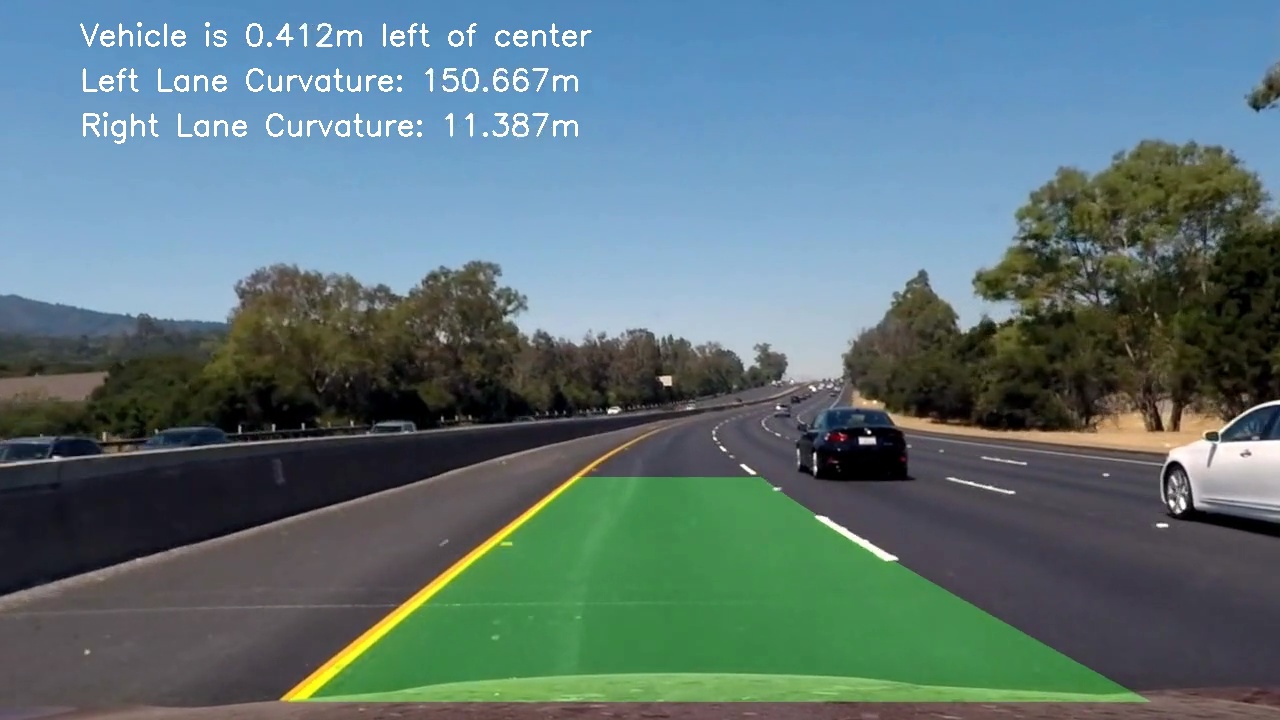 Vehicle is 0.412m left of center
Left Lane Curvature: 150.667m
Right Lane Curvature: 11.387m